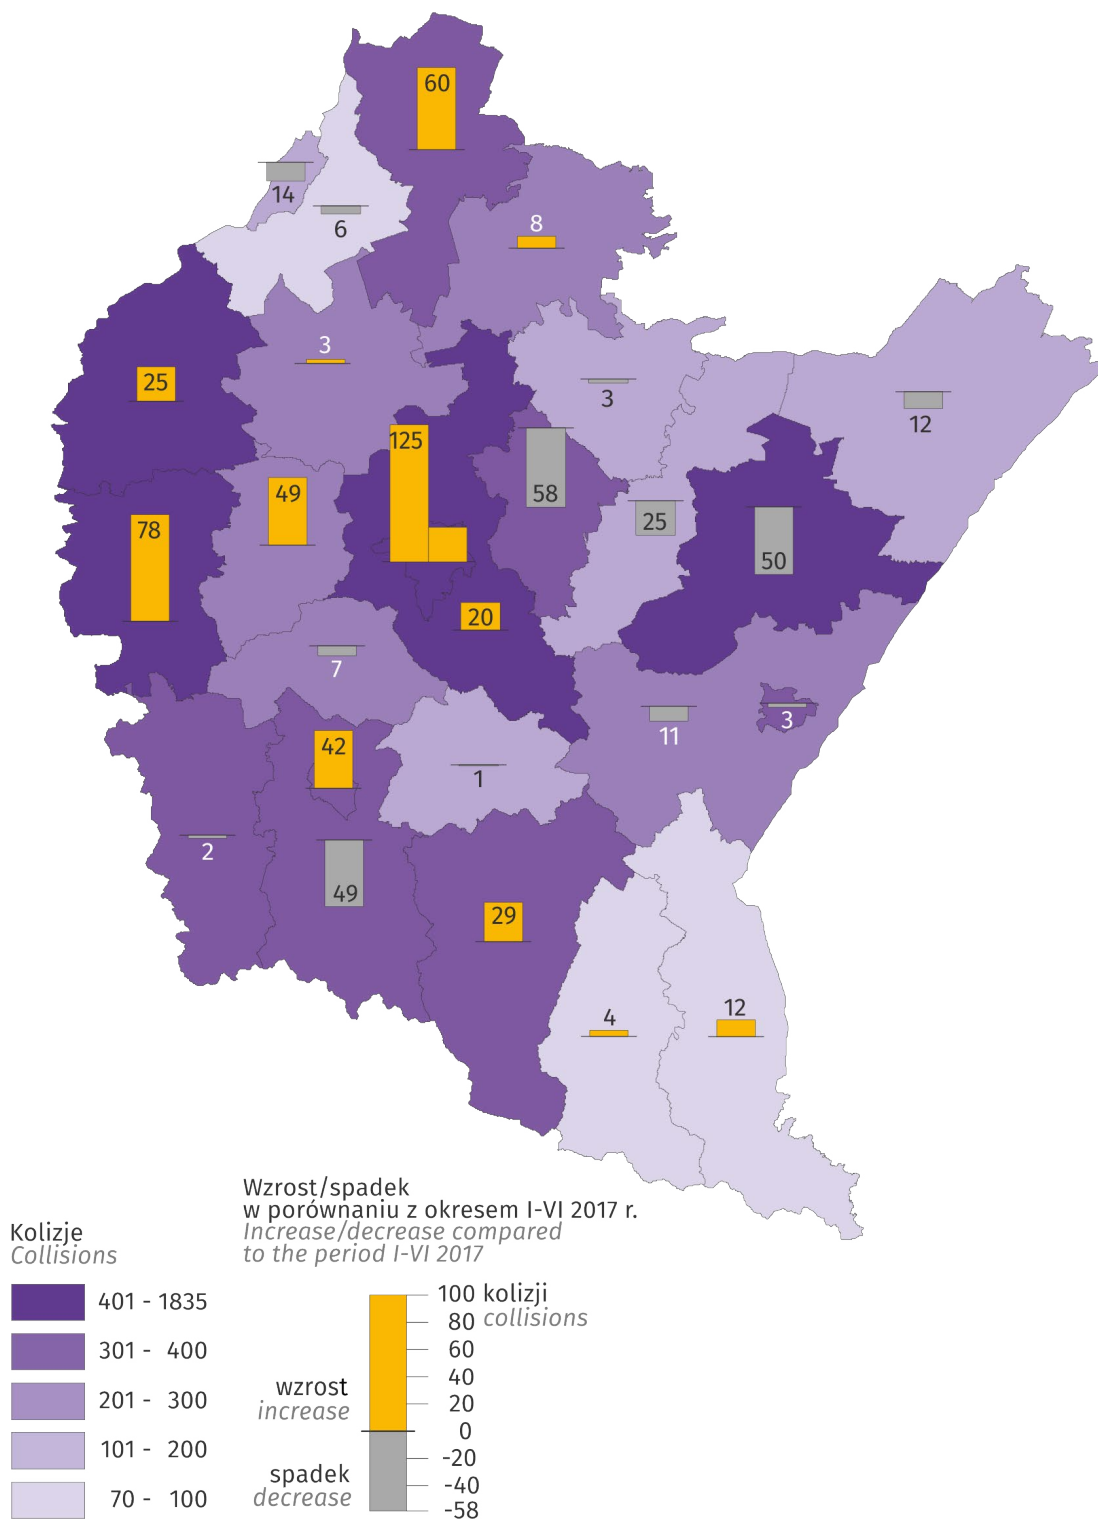 60
14
6
8
3
25
3
12
125
49
58
78
25
50
20
7
11
3
42
1
2
49
29
4
12
Wzrost/spadek
w porównaniu z okresem I-VI 2017 r.
Increase/decrease compared
to the period I-VI 2017
Kolizje
Collisions
401 - 1835
301 - 400
201 - 300
101 - 200
70 - 100
100 kolizji
collisions
80
60
40
20
0
-20
-40
-58
wzrost
increase
spadek
decrease